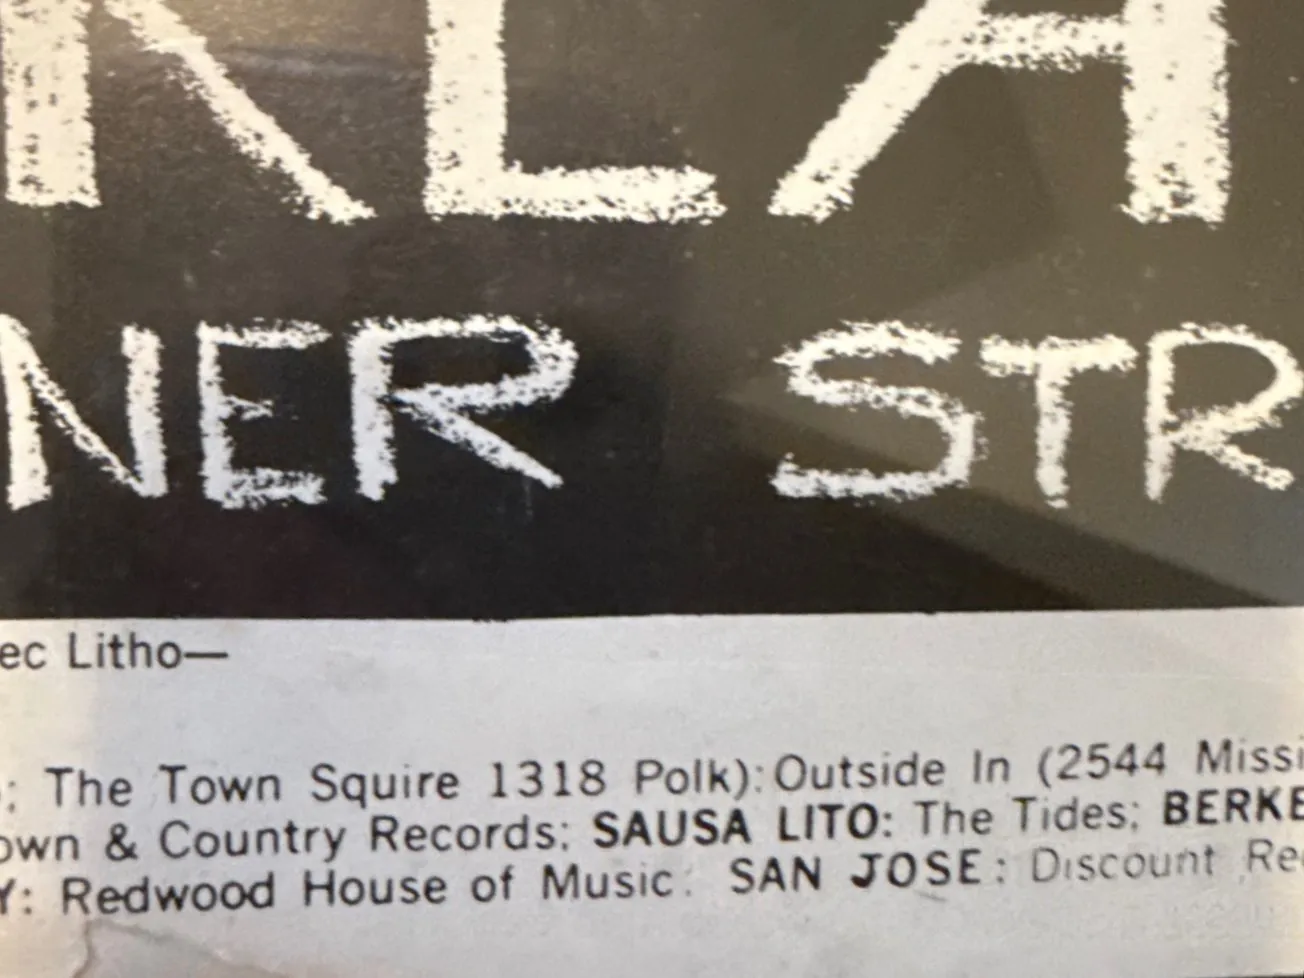 KLA
NER STR
ec Litho—
; The Town Squire 1318 Polk): Outside In (2544 Missi
own & Country Records; SAUSA LITO: The Tides; BERKE
Y: Redwood House of Music. SAN JOSE: Discount Re